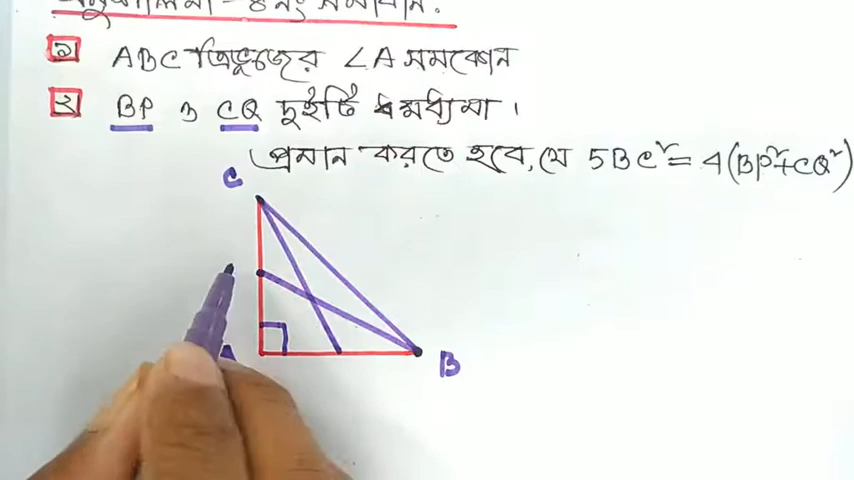 ১ ABC ত্রিভুজের ∠A সমকোন
২ BP ও CQ দুইটি মধ্যমা ।
প্রমান করতে হবে, যে 5BC² = 4(BP²+CQ²)
C
B